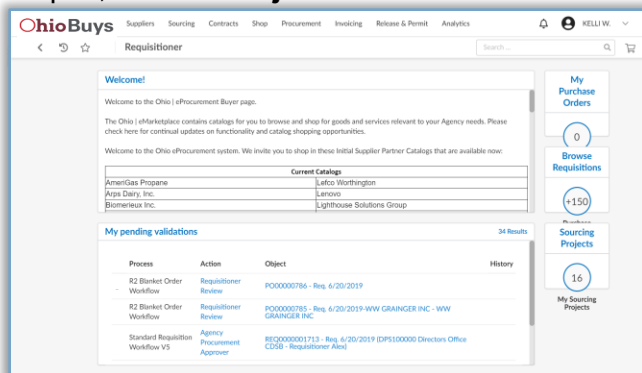 OhioBuys Suppliers Sourcing Contracts Shop Procurement Invoicing Release & Permit Analytics KELLI W.
Requisitioner Search...
Welcome!
Welcome to the Ohio | eProcurement Buyer page.
The Ohio | eMarketplace contains catalogs for you to browse and shop for goods and services relevant to your Agency needs. Please
check here for continual updates on functionality and catalog shopping opportunities.
Welcome to the Ohio eProcurement system. We invite you to shop in these Initial Supplier Partner Catalogs that are available now:
Current Catalogs
AmeriGas Propane Lefco Worthington
Arps Dairy, Inc. Lenovo
Biomerieux Inc. Lighthouse Solutions Group
My
Purchase
Orders
0
Browse
Requisitions
+150
My pending validations 34 Results
Process Action Object History
R2 Blanket Order Requisitioner
Workflow Review PO00000786 - Req. 6/20/2019
R2 Blanket Order Requisitioner PO00000785 - Req. 6/20/2019-WW GRAINGER INC - WW
Workflow Review GRAINGER INC
Standard Requisition Agency REQ0000001713 - Req. 6/20/2019 (DPS100000 Directors Office
Workflow V5 Procurement CDSB - Requisitioner Alex)
Approver
Sourcing
Projects
16
My Sourcing
Projects